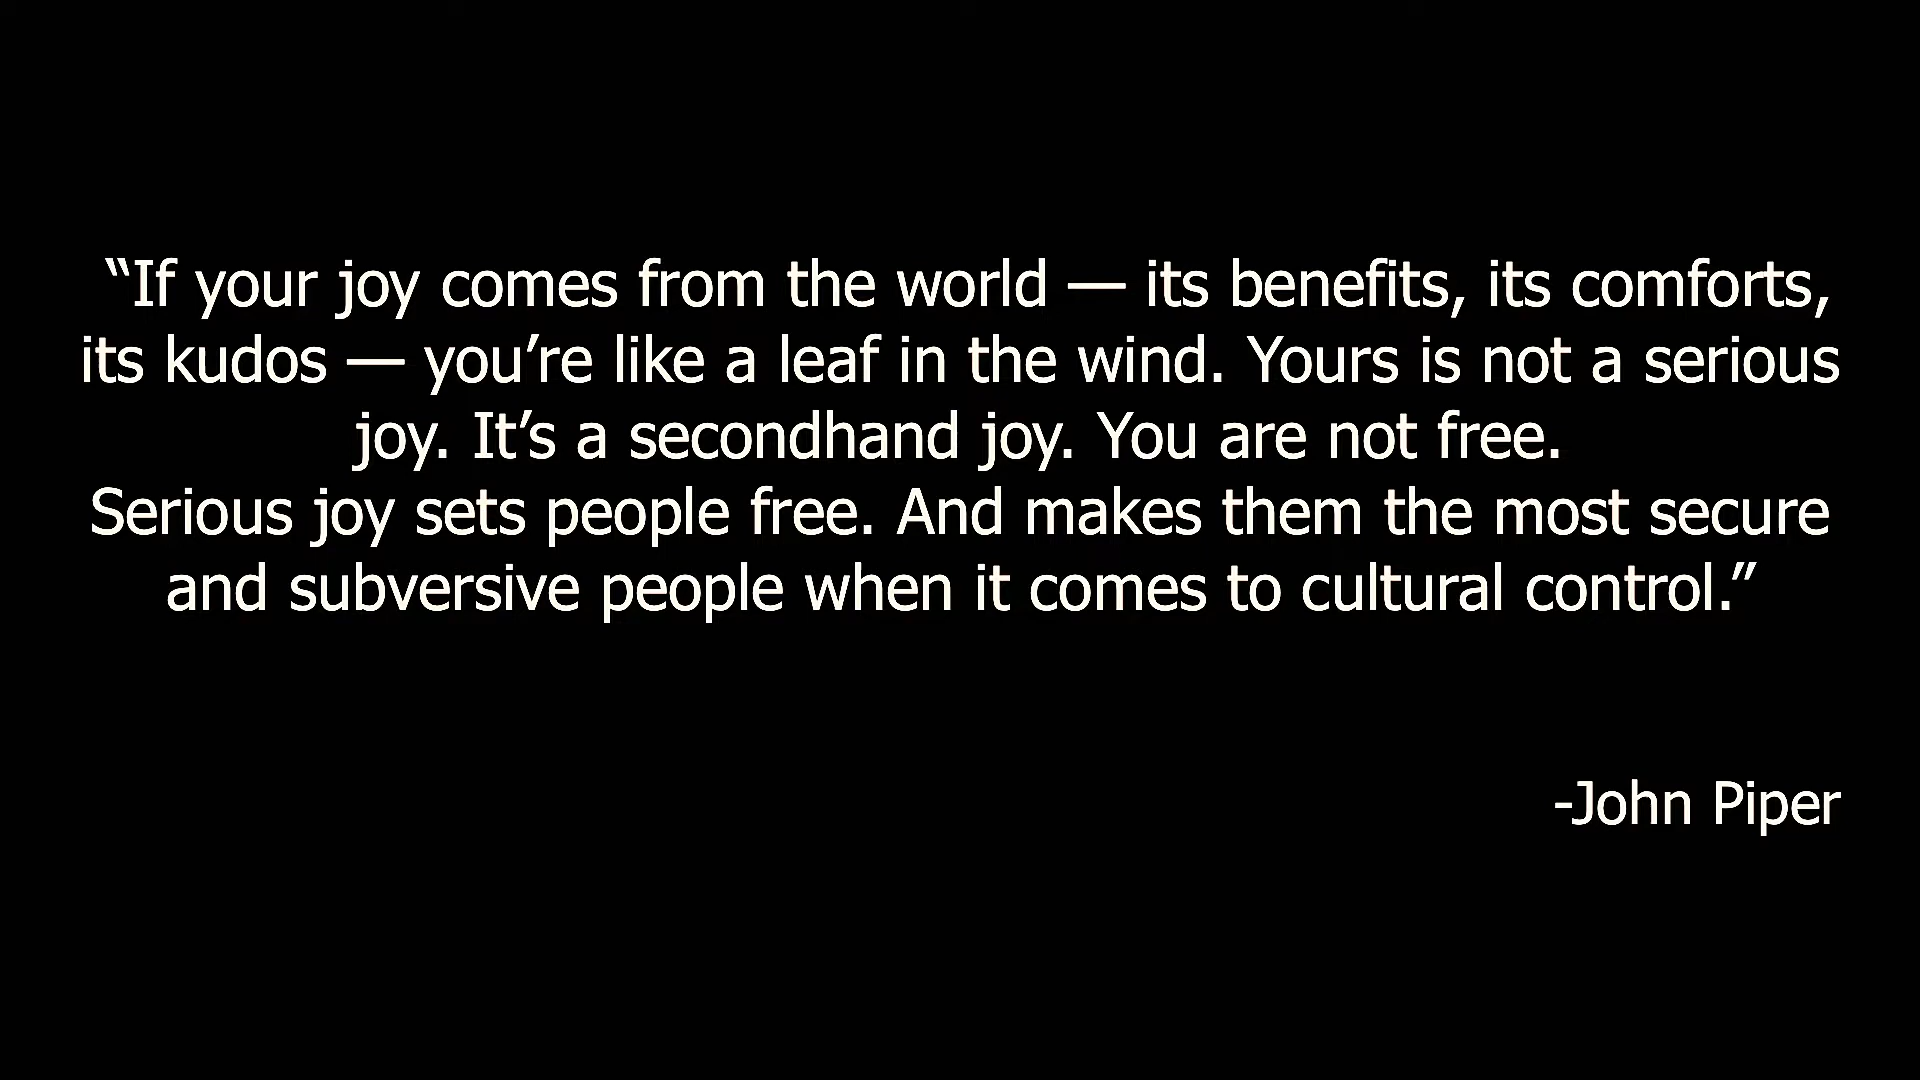 “If your joy comes from the world — its benefits, its comforts,
its kudos — you’re like a leaf in the wind. Yours is not a serious
joy. It’s a secondhand joy. You are not free.
Serious joy sets people free. And makes them the most secure
and subversive people when it comes to cultural control.”
-John Piper